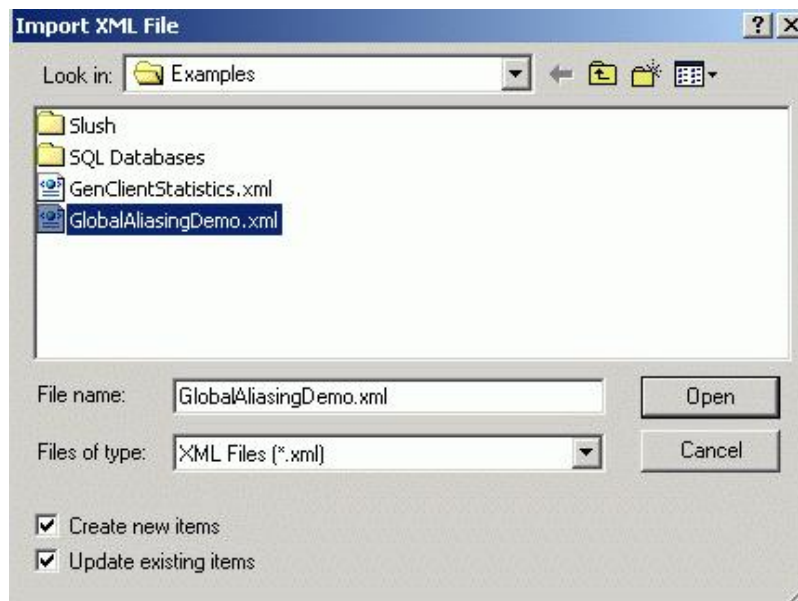 Import XML File
Look in: Examples
Slush
SQL Databases
GenClientStatistics.xml
GlobalAliasingDemo.xml
File name: GlobalAliasingDemo.xml Open
Files of type: XML Files (*.xml) Cancel
Create new items
Update existing items